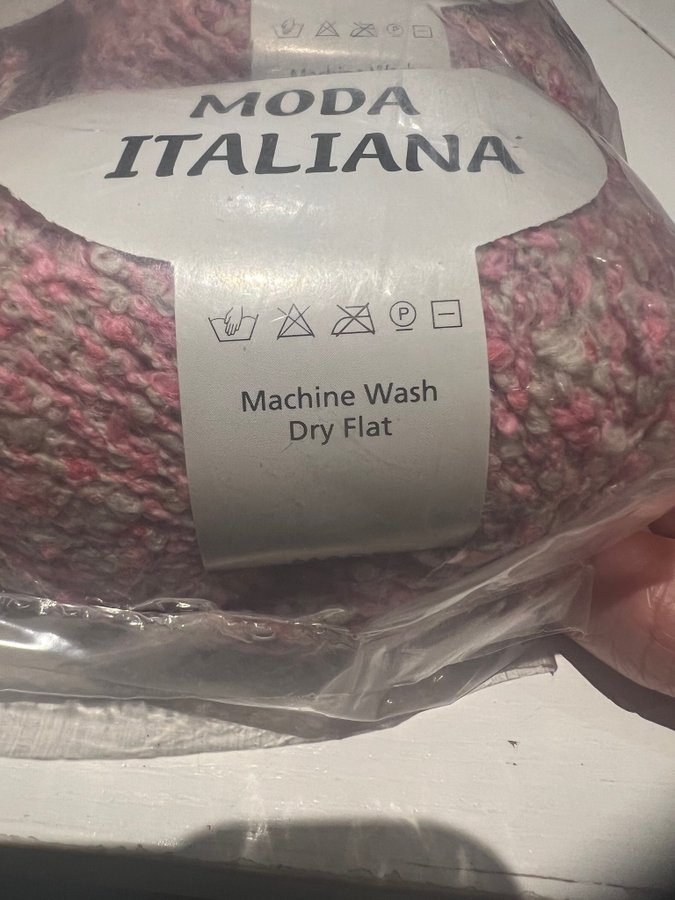 MODA
ITALIANA
P
Machine Wash
Dry Flat